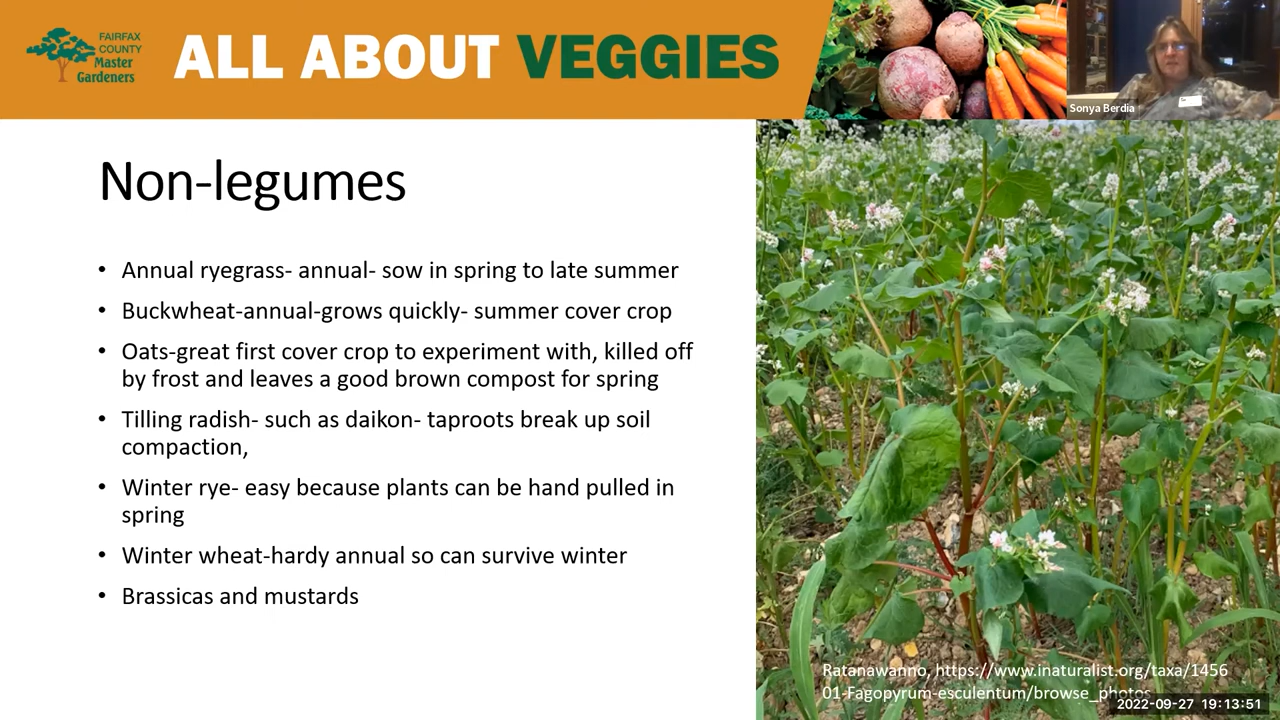 FAIRFAX
COUNTY
Master
Gardeners
ALL ABOUT VEGGIES
Sonya Berdia
Non-legumes
• Annual ryegrass- annual- sow in spring to late summer
• Buckwheat-annual-grows quickly- summer cover crop
• Oats-great first cover crop to experiment with, killed off
by frost and leaves a good brown compost for spring
• Tilling radish- such as daikon- taproots break up soil
compaction,
• Winter rye- easy because plants can be hand pulled in
spring
• Winter wheat-hardy annual so can survive winter
• Brassicas and mustards
Ratanawanno, https://www.inaturalist.org/taxa/1456
01-Fagopyrum-esculentum/browse_photos
2022-09-27 19:13:51